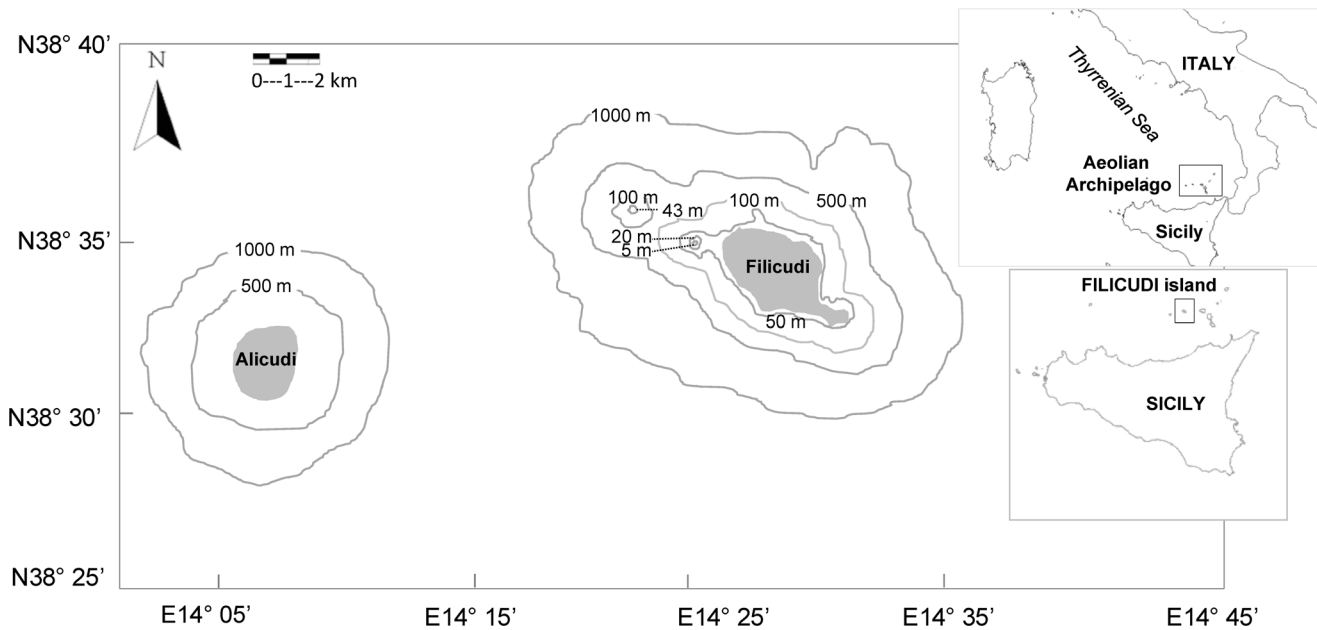 N38° 40’
N
0---1---2 km
1000 m
ITALY
Thyrrenian Sea
Aeolian
Archipelago
Sicily
100 m
43 m
100 m
500 m
20 m
5 m
N38° 35’
1000 m
500 m
Filicudi
50 m
FILICUDI island
SICILY
Alicudi
N38° 30’
N38° 25’
E14° 05’
E14° 15’
E14° 25’
E14° 35’
E14° 45’